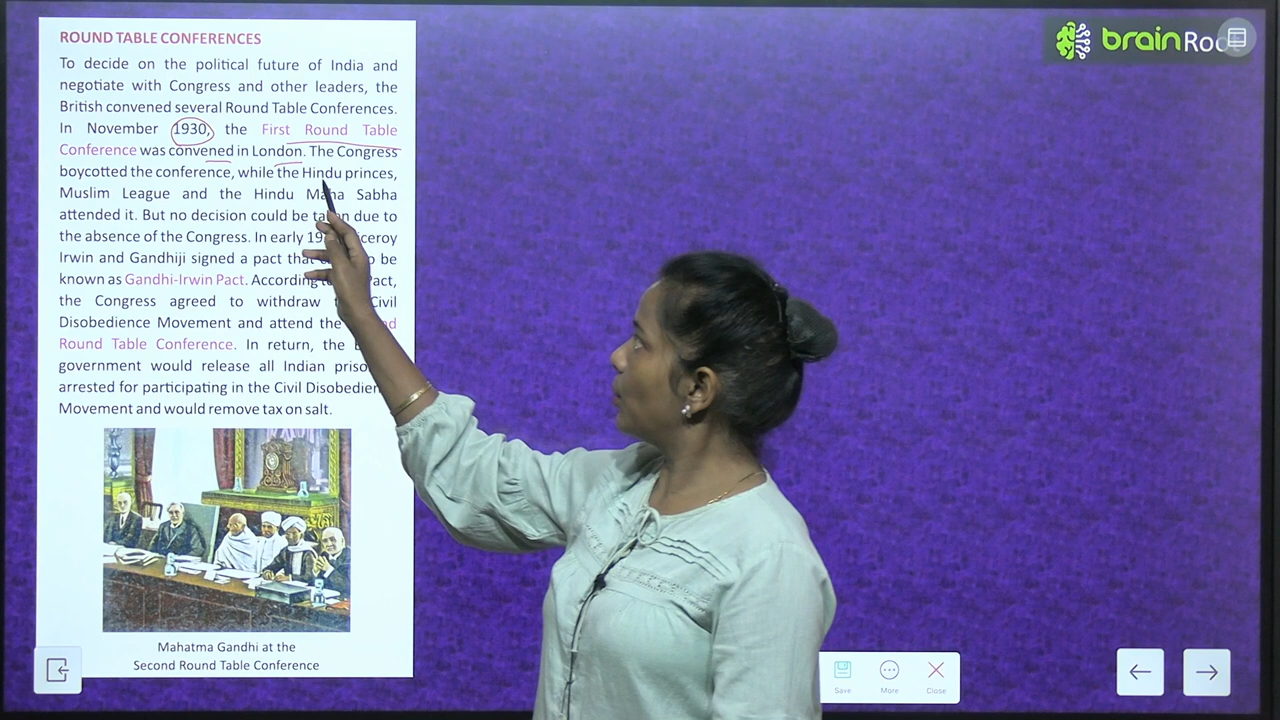 ROUND TABLE CONFERENCES
To decide on the political future of India and
negotiate with Congress and other leaders, the
British convened several Round Table Conferences.
In November 1930, the First Round Table
Conference was convened in London. The Congress
boycotted the conference, while the Hindu princes,
Muslim League and the Hindu Maha Sabha
attended it. But no decision could be taken due to
the absence of the Congress. In early
Irwin and Gandhiji signed a pact that be
known as Gandhi-Irwin Pact. According
the Congress agreed to withdraw Civil
Disobedience Movement and attend the
Round Table Conference. In return, the
government would release all Indian
arrested for participating in the Civil
Movement and would remove tax on salt.
Mahatma Gandhi at the
Second Round Table Conference
brain
Save More Close